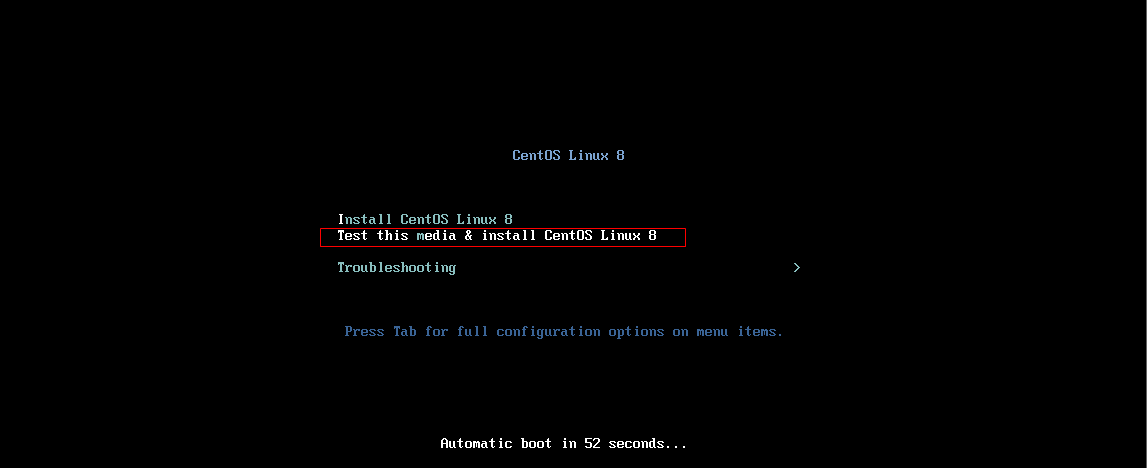 CentOS Linux 8
Install CentOS Linux 8
Test this media & install CentOS Linux 8
Troubleshooting >
Press Tab for full configuration options on menu items.
Automatic boot in 52 seconds...